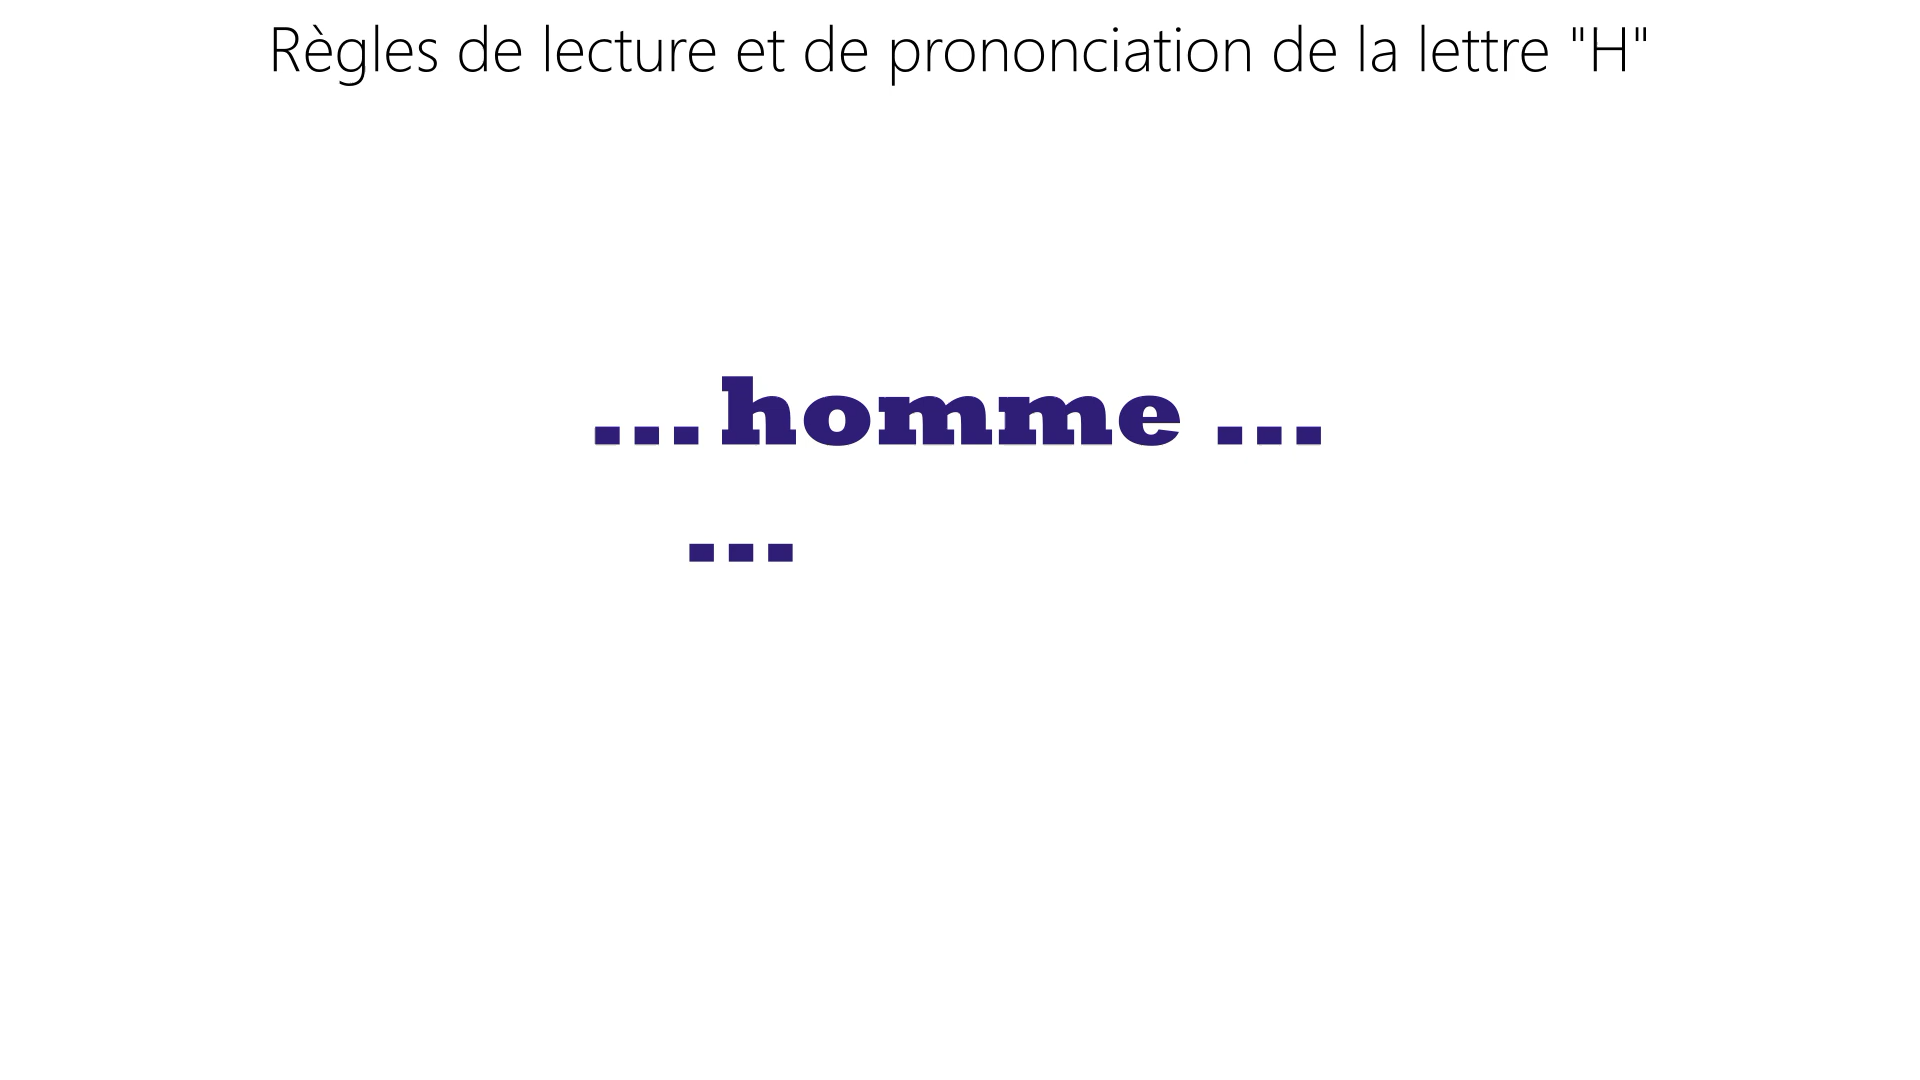 Règles de lecture et de prononciation de la lettre "H"
... homme ...
...